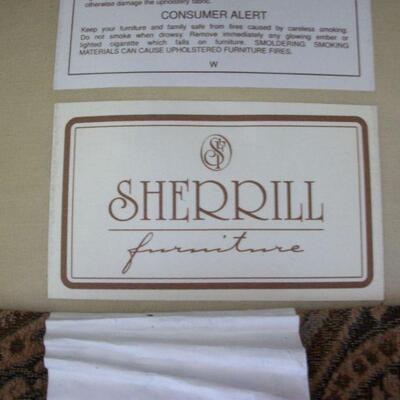 otherwise damage the upholstery fabric.
CONSUMER ALERT
Keep your furniture and family safe from fires caused by careless smoking.
Do not smoke when drowsy. Remove immediately any glowing ember or
lighted cigarette which falls on furniture. SMOLDERING SMOKING
MATERIALS CAN CAUSE UPHOLSTERED FURNITURE FIRES.
W
SHERRILL
furniture